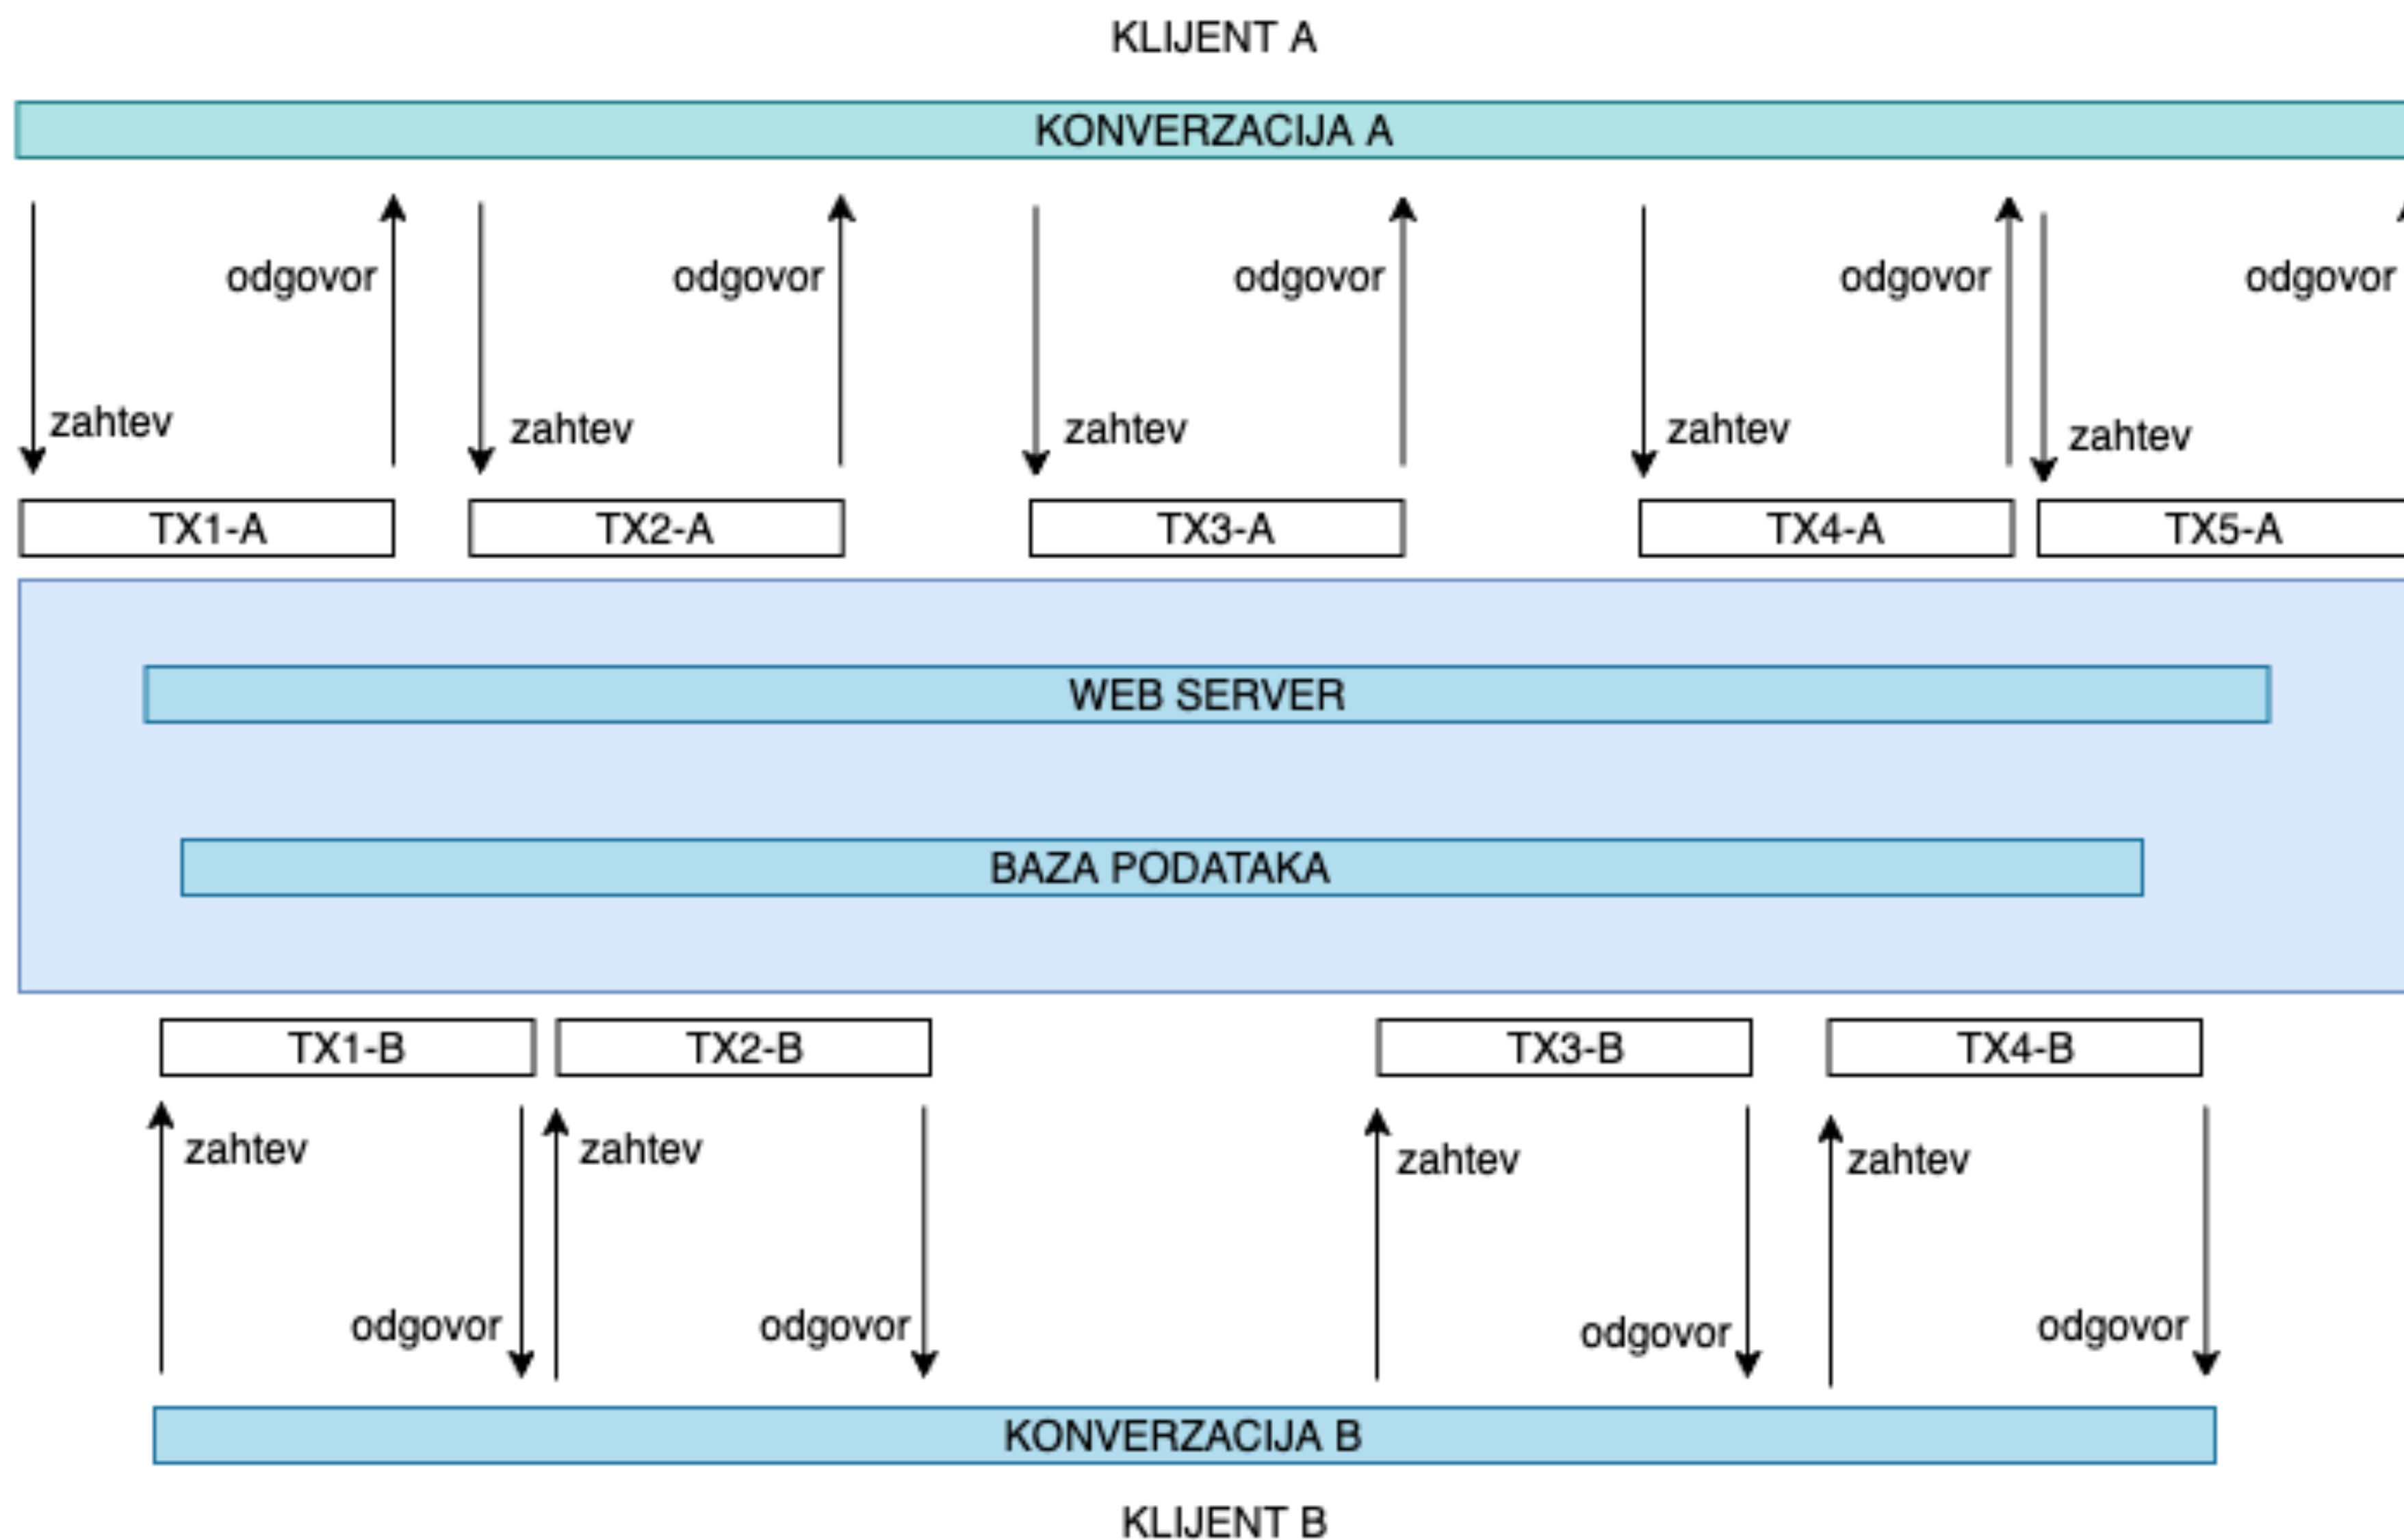 KLIJENT A
KONVERZACIJA A
odgovor odgovor odgovor odgovor odgovor
zahtev zahtev zahtev zahtev zahtev
TX1-A TX2-A TX3-A TX4-A TX5-A
WEB SERVER
BAZA PODATAKA
TX1-B TX2-B TX3-B TX4-B
zahtev zahtev zahtev zahtev
odgovor odgovor odgovor odgovor
KONVERZACIJA B
KLIJENT B